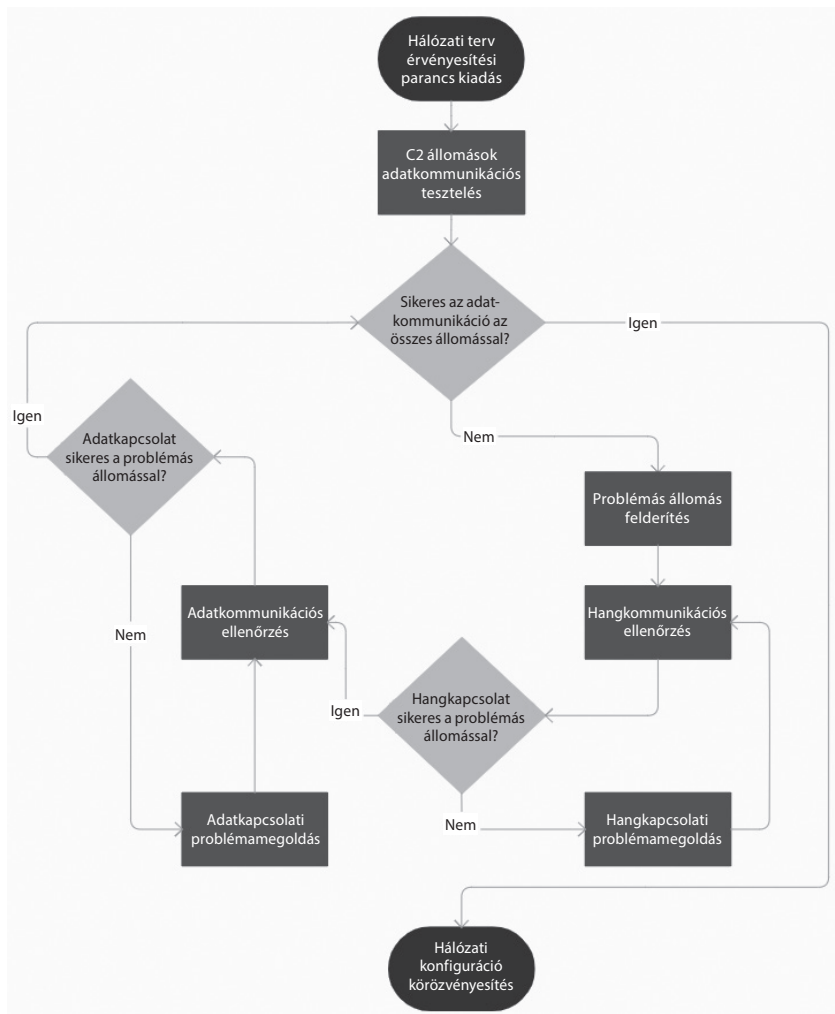 Hálózati terv
érvényesítési
parancs kiadás
C2 állomások
adatkommunikációs
tesztelés
Sikeres az adat-
kommunikáció az
összes állomással?
Igen
Nem
Problémás állomás
felderítés
Hangkommunikációs
ellenőrzés
Hangkapcsolat
sikeres a problémás
állomással?
Nem
Hangkapcsolati
problémamegoldás
Igen
Adatkommunikációs
ellenőrzés
Adatkapcsolat
sikeres a problémás
állomással?
Igen
Nem
Adatkapcsolati
problémamegoldás
Hálózati
konfiguráció
körözvényesítés